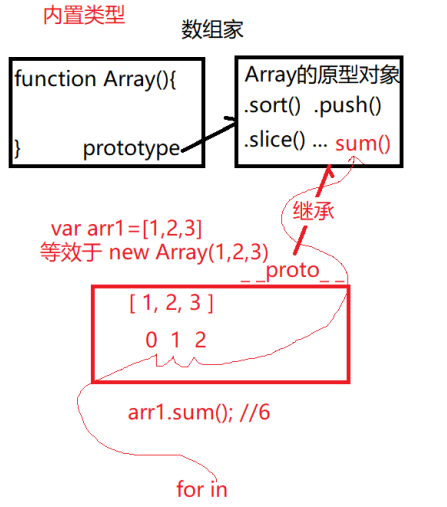 内置类型
数组家
function Array(){
} prototype
Array的原型对象
.sort() .push()
.slice() ... sum()
继承
var arr1=[1,2,3]
等效于 new Array(1,2,3)
__proto__
[ 1, 2, 3 ]
0 1 2
arr1.sum(); //6
for in